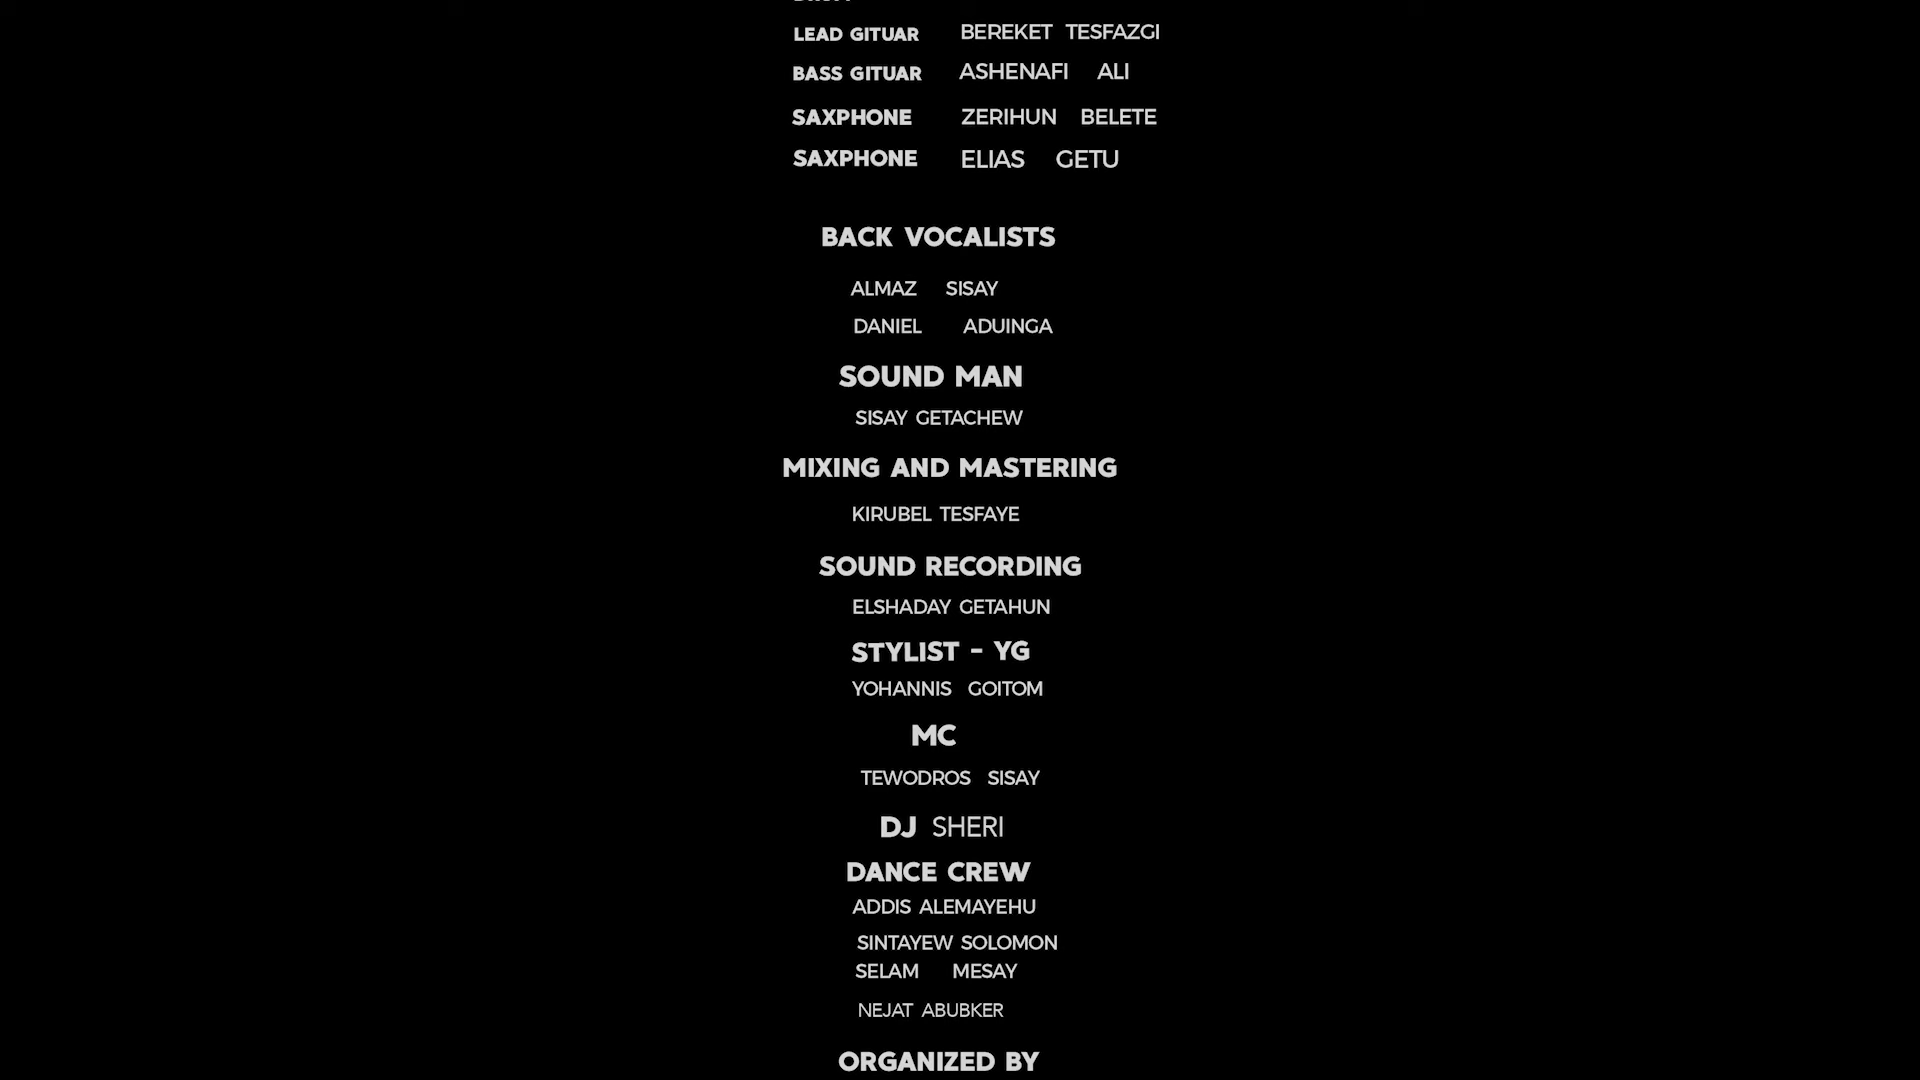 LEAD GITUAR BEREKET TESFAZGI
BASS GITUAR ASHENAFI ALI
SAXPHONE ZERIHUN BELETE
SAXPHONE ELIAS GETU
BACK VOCALISTS
ALMAZ SISAY
DANIEL ADUINGA
SOUND MAN
SISAY GETACHEW
MIXING AND MASTERING
KIRUBEL TESFAYE
SOUND RECORDING
ELSHADAY GETAHUN
STYLIST - YG
YOHANNIS GOITOM
MC
TEWODROS SISAY
DJ SHERI
DANCE CREW
ADDIS ALEMAYEHU
SINTAYEW SOLOMON
SELAM MESAY
NEJAT ABUBKER
ORGANIZED BY